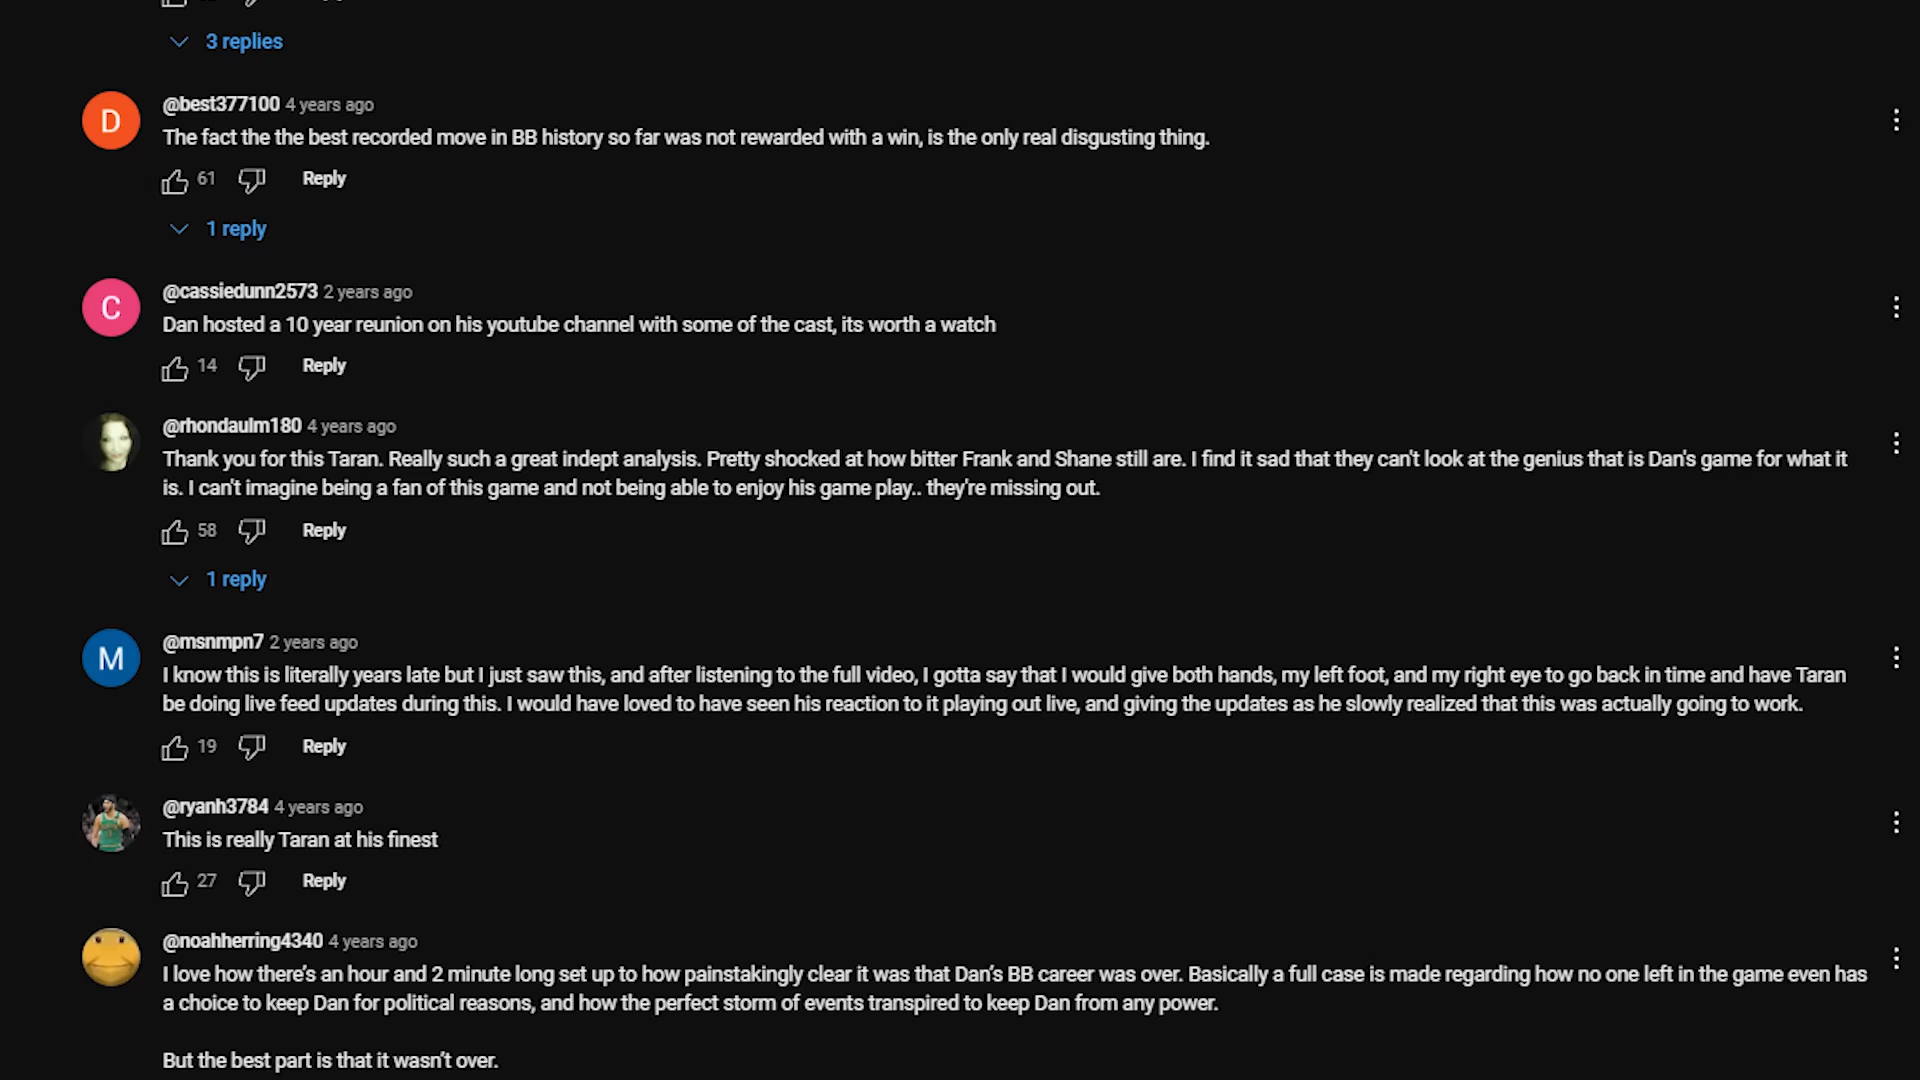 3 replies
D
@best377100 4 years ago
The fact the the best recorded move in BB history so far was not rewarded with a win, is the only real disgusting thing.
61 Reply
1 reply
C
@cassiedunn2573 2 years ago
Dan hosted a 10 year reunion on his youtube channel with some of the cast, its worth a watch
14 Reply
@rhondaulm180 4 years ago
Thank you for this Taran. Really such a great indept analysis. Pretty shocked at how bitter Frank and Shane still are. I find it sad that they can't look at the genius that is Dan's game for what it
is. I can't imagine being a fan of this game and not being able to enjoy his game play.. they're missing out.
58 Reply
1 reply
M
@msnmpn7 2 years ago
I know this is literally years late but I just saw this, and after listening to the full video, I gotta say that I would give both hands, my left foot, and my right eye to go back in time and have Taran
be doing live feed updates during this. I would have loved to have seen his reaction to it playing out live, and giving the updates as he slowly realized that this was actually going to work.
19 Reply
@ryanh3784 4 years ago
This is really Taran at his finest
27 Reply
@noahherring4340 4 years ago
I love how there's an hour and 2 minute long set up to how painstakingly clear it was that Dan's BB career was over. Basically a full case is made regarding how no one left in the game even has
a choice to keep Dan for political reasons, and how the perfect storm of events transpired to keep Dan from any power.
But the best part is that it wasn't over.